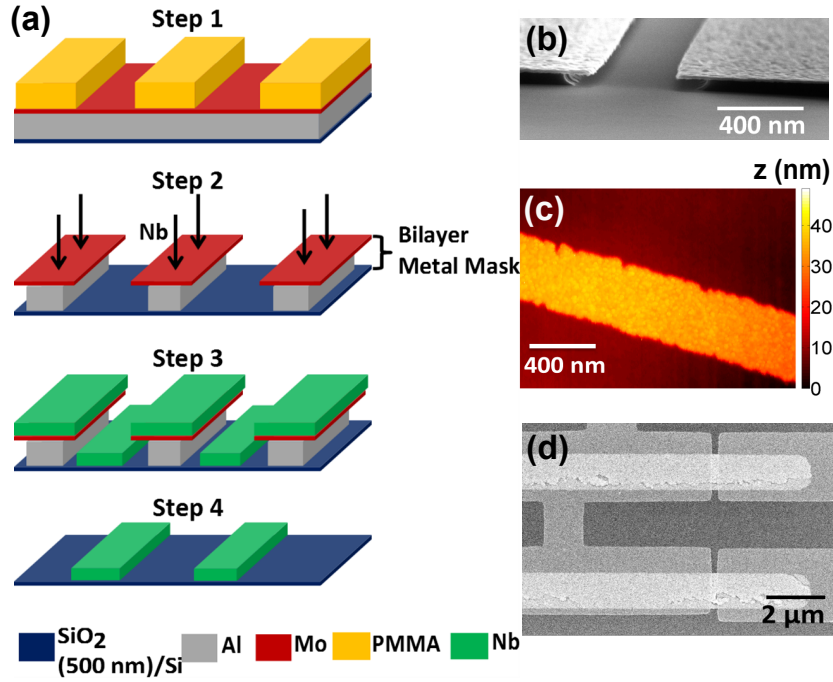 (a)
Step 1
Step 2
Nb
Bilayer
Metal Mask
Step 3
Step 4
SiO2
(500 nm)/Si
Al
Mo
PMMA
Nb
(b)
400 nm
z (nm)
(c)
40
30
20
10
0
400 nm
(d)
2 μm